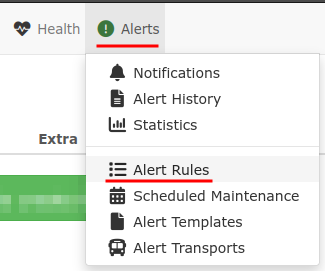 Health Alerts
Notifications
Alert History
Statistics
Extra
Alert Rules
Scheduled Maintenance
Alert Templates
Alert Transports